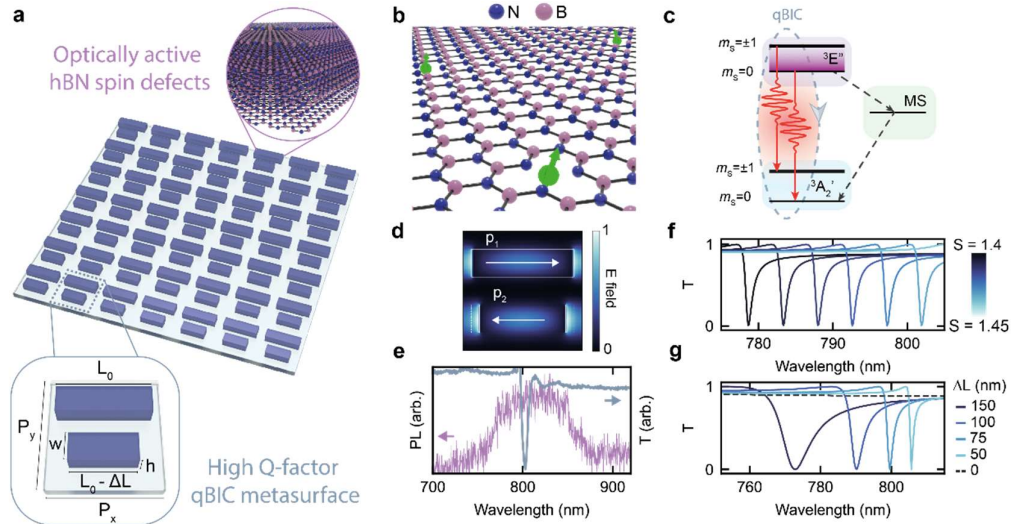 a
Optically active
hBN spin defects
L₀
P_y
w
h
L₀ - ΔL
P_x
High Q-factor
qBIC metasurface
b
N
B
c
qBIC
mₛ=±1
³E"
mₛ=0
MS
mₛ=±1
³A₂'
mₛ=0
d
p₁
p₂
1
E field
0
e
PL (arb.)
T (arb.)
700
800
900
Wavelength (nm)
f
1
T
0
780
790
800
Wavelength (nm)
S = 1.4
S = 1.45
g
1
T
0
760
780
800
Wavelength (nm)
ΔL (nm)
150
100
75
50
0